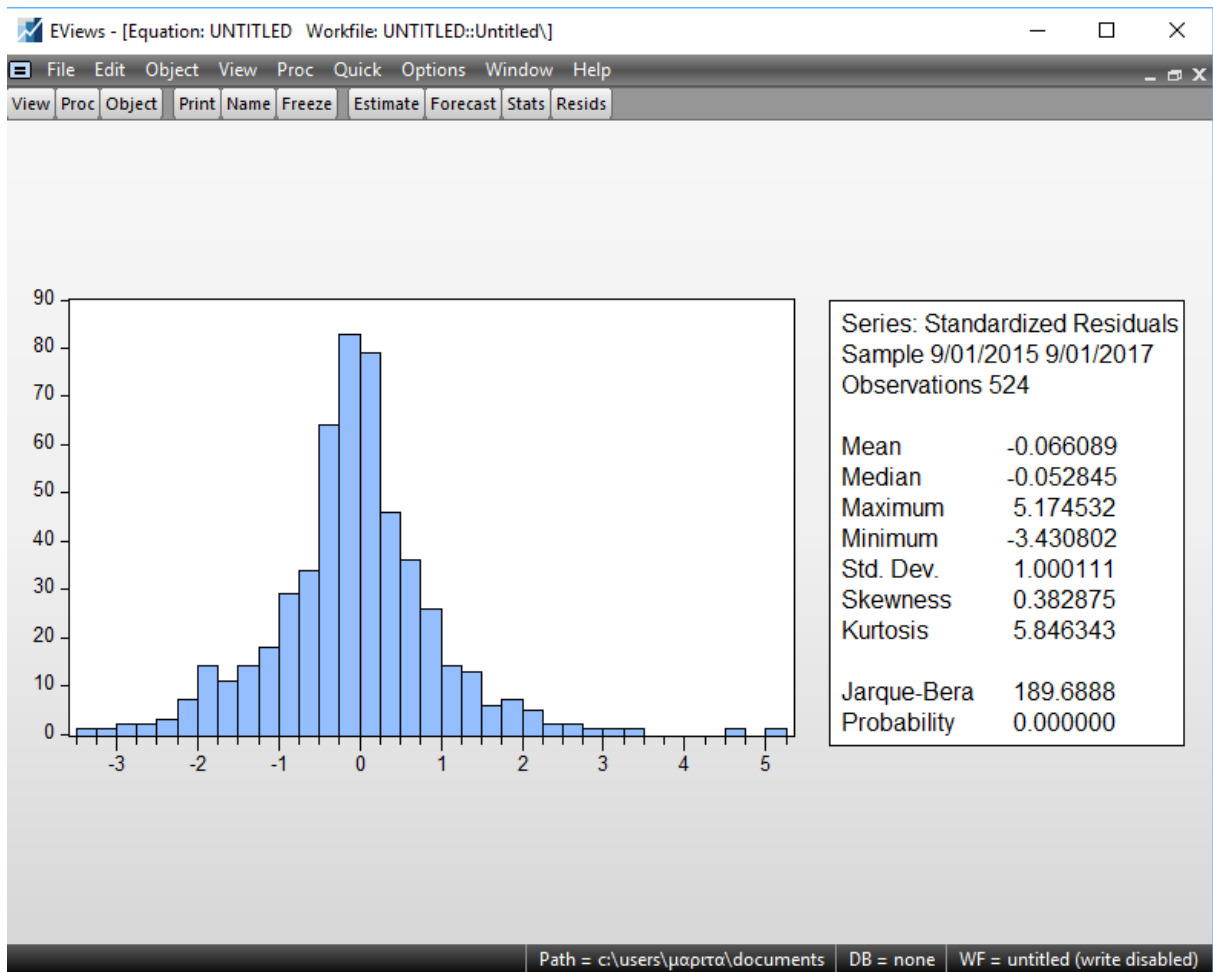 EViews - [Equation: UNTITLED Workfile: UNTITLED::Untitled\]
File Edit Object View Proc Quick Options Window Help
View Proc Object Print Name Freeze Estimate Forecast Stats Resids
90
80
70
60
50
40
30
20
10
0
-3 -2 -1 0 1 2 3 4 5
Series: Standardized Residuals
Sample 9/01/2015 9/01/2017
Observations 524
Mean -0.066089
Median -0.052845
Maximum 5.174532
Minimum -3.430802
Std. Dev. 1.000111
Skewness 0.382875
Kurtosis 5.846343
Jarque-Bera 189.6888
Probability 0.000000
Path = c:\users\μαριτα\documents DB = none WF = untitled (write disabled)